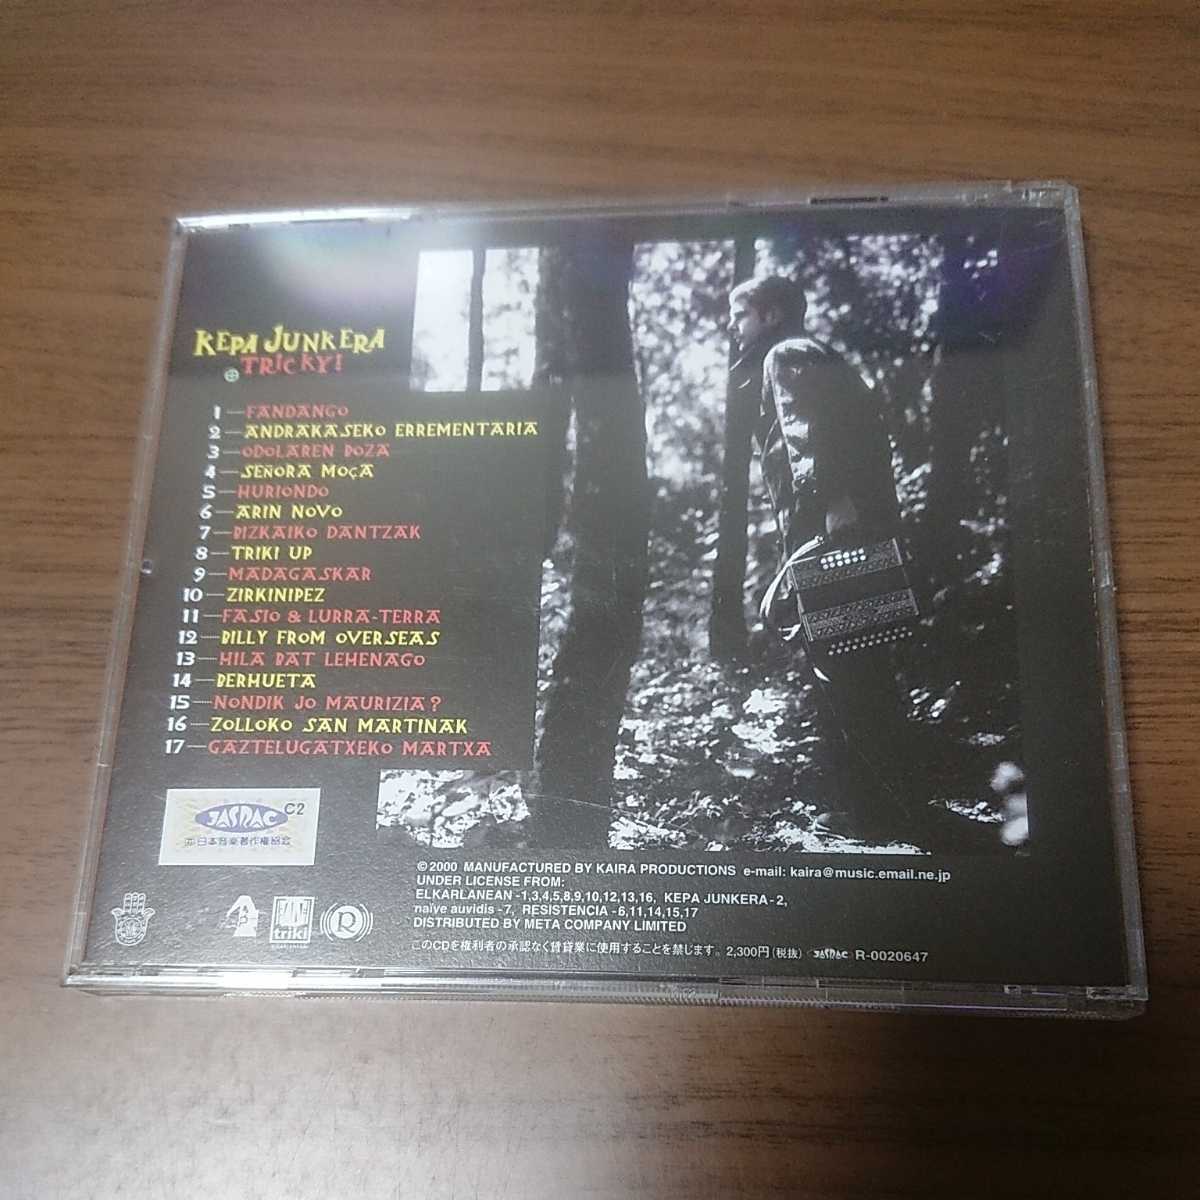 KEPA JUNKERA
TRICKY!
1—FANDANGO
2—ANDRAKASEKO ERREMENTARIA
3—ODOLAREN BOZA
4—SEÑORA MOÇA
5—HURIONDO
6—ARIN NOVO
7—BIZKAIKO DANTZAK
8—TRIKI UP
9—MADAGASKAR
10—ZIRKINIPEZ
11—FASIO & LURRA-TERRA
12—BILLY FROM OVERSEAS
13—HILA BAT LEHENAGO
14—BERHUETA
15—NONDIK JO MAURIZIA?
16—ZOLLOKO SAN MARTINAK
17—GAZTELUGATXEKO MARTXA
JASRAC C2
日本音楽著作権協会
©2000 MANUFACTURED BY KAIRA PRODUCTIONS e-mail: kaira@music.email.ne.jp
UNDER LICENSE FROM:
ELKARLANEAN -1,3,4,5,8,9,10,12,13,16, KEPA JUNKERA -2,
naïve auvidis -7, RESISTENCIA -6,11,14,15,17
DISTRIBUTED BY META COMPANY LIMITED
triki
R
このCDを権利者の承認なく賃貸業に使用することを禁じます。2,300円(税抜) JASRAC R-0020647